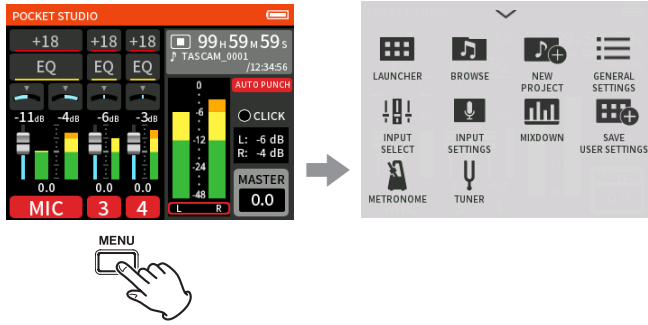 POCKET STUDIO
+18 +18 +18
EQ EQ EQ
-11dB -4dB -6dB -3dB
0.0 0.0 0.0
MIC 3 4
99H59M59s
♪ TASCAM_0001
/12:34:56
0
-6
-12
-24
-48
L R
AUTO PUNCH
CLICK
L: -6 dB
R: -4 dB
MASTER
0.0
MENU
LAUNCHER
BROWSE
NEW
PROJECT
GENERAL
SETTINGS
INPUT
SELECT
INPUT
SETTINGS
MIXDOWN
SAVE
USER SETTINGS
METRONOME
TUNER